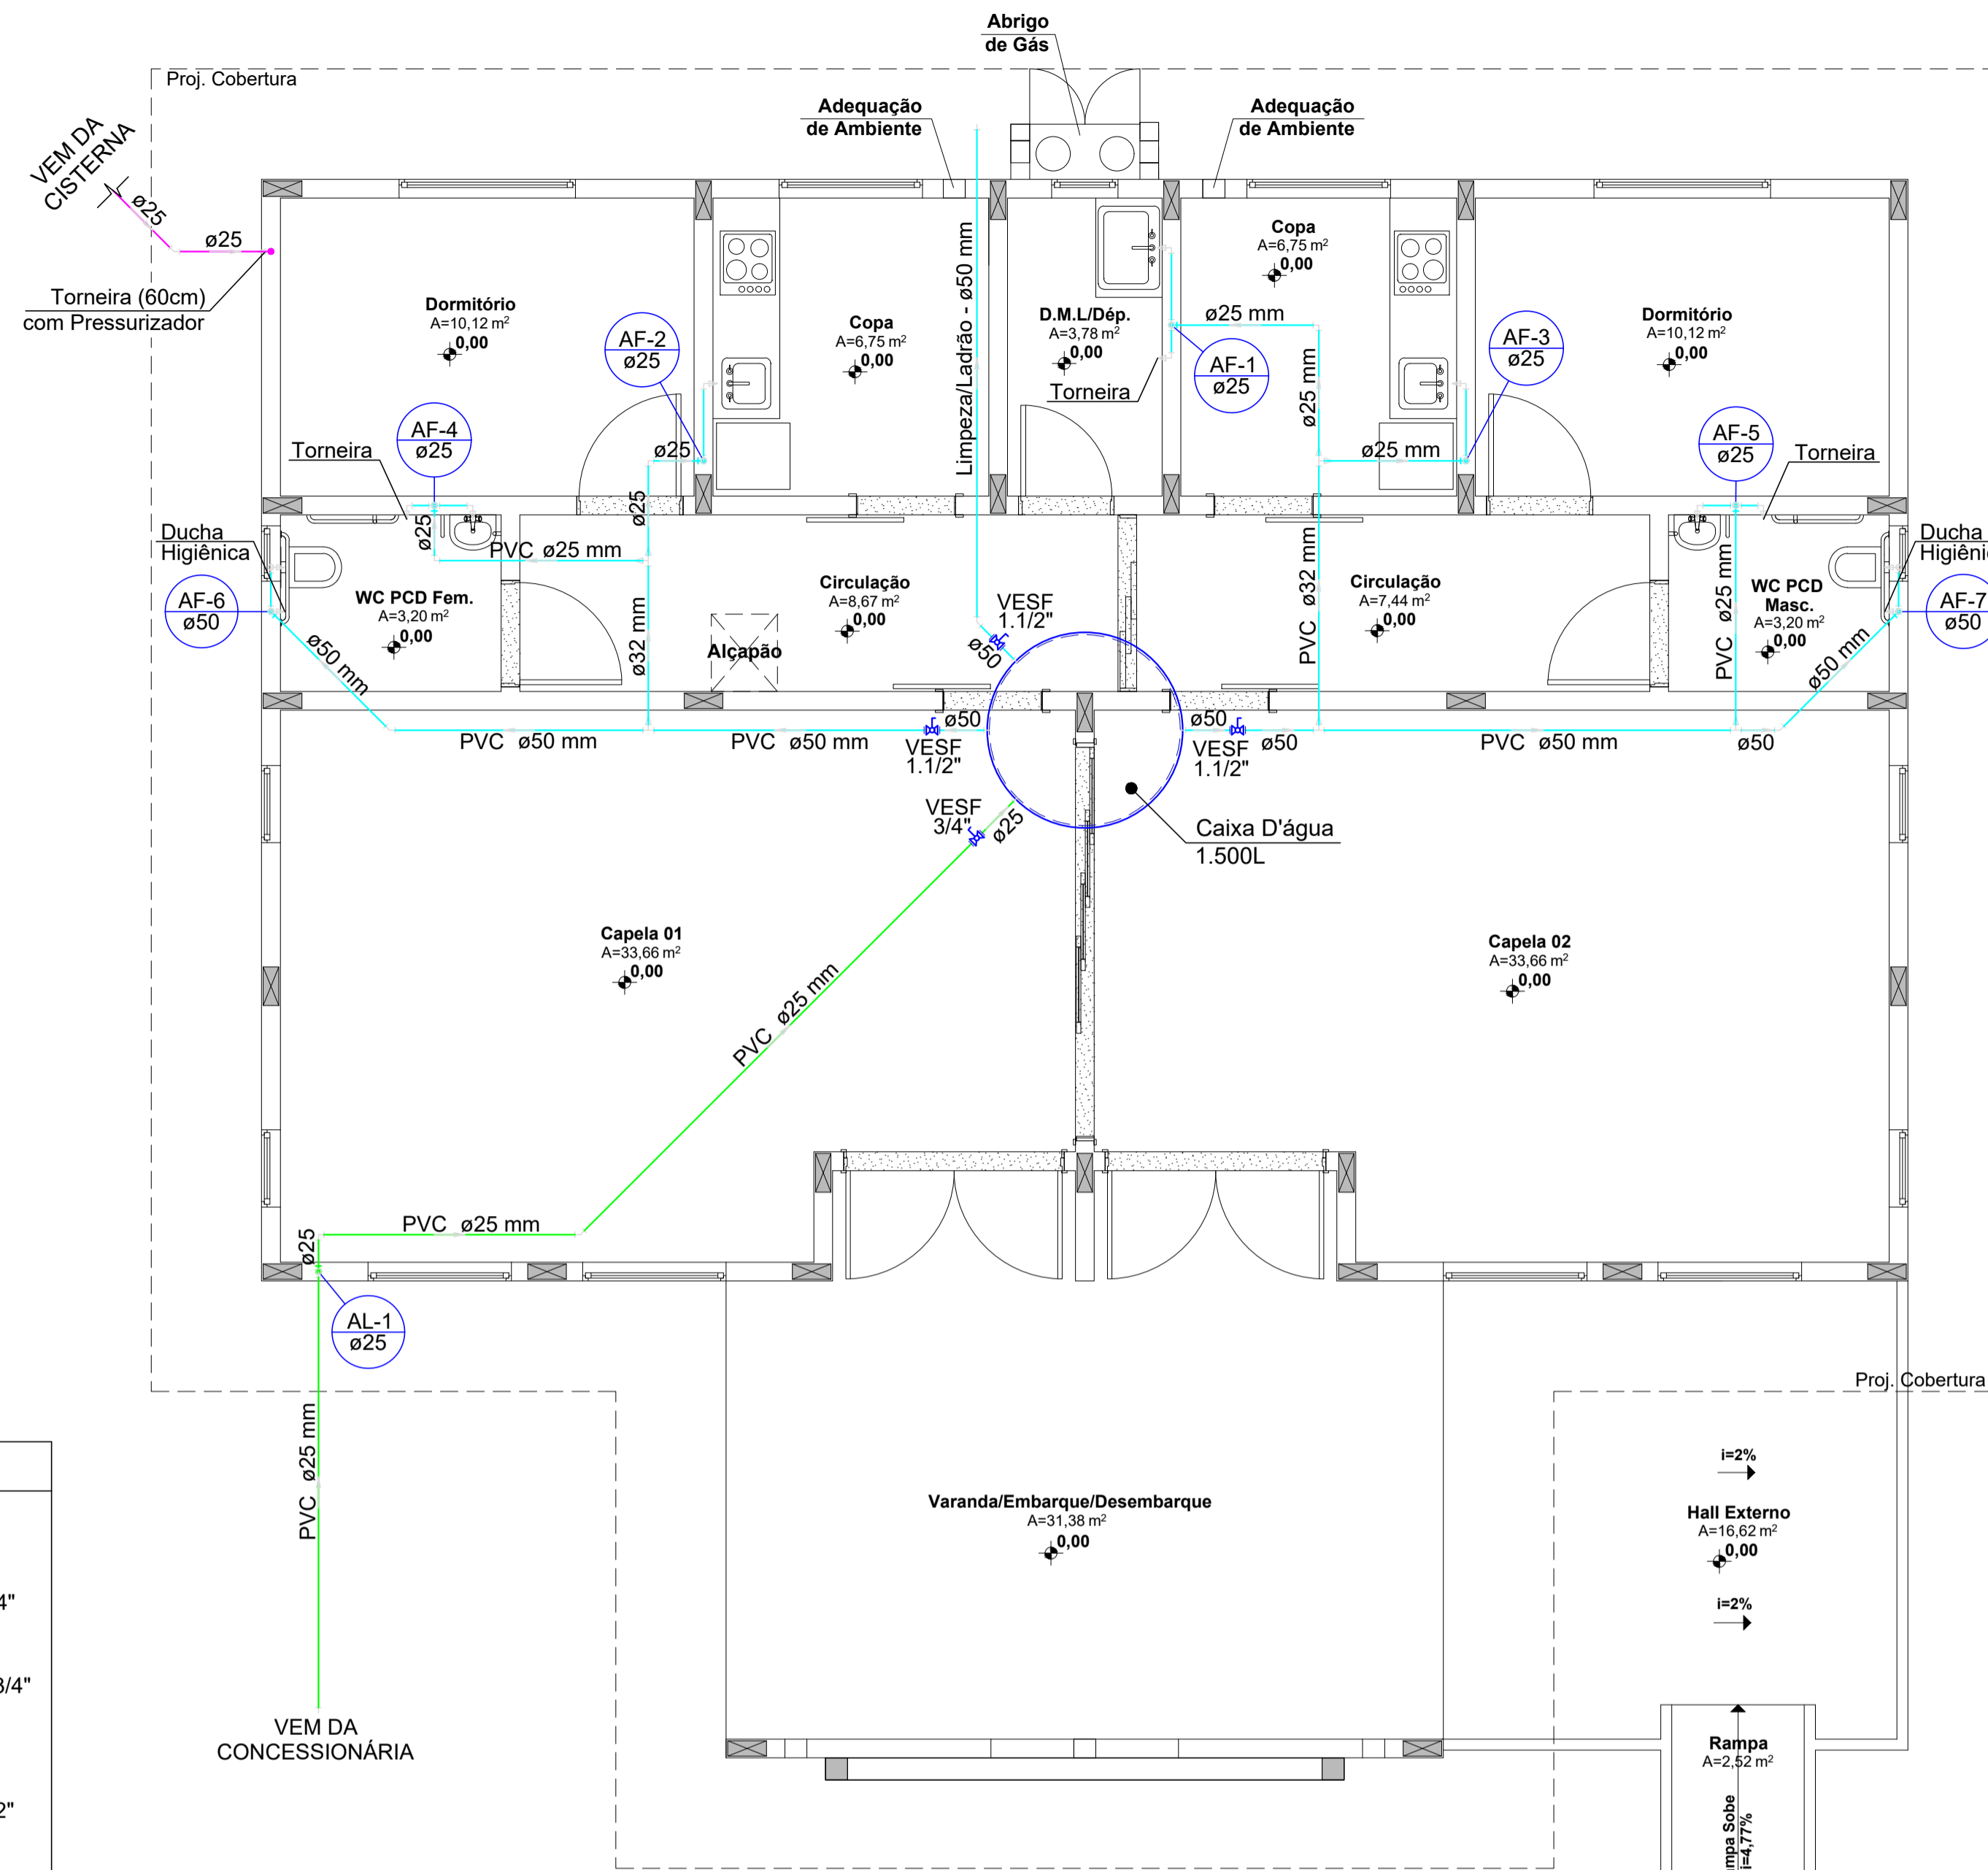 Abrigo
de Gás
Proj. Cobertura
Adequação
de Ambiente
Adequação
de Ambiente
VEM DA
CISTERNA
ø25
ø25
Torneira (60cm)
com Pressurizador
Dormitório
A=10,12 m²
0,00
AF-2
ø25
Copa
A=6,75 m²
0,00
Limpeza/Ladrão - ø50 mm
D.M.L/Dép.
A=3,78 m²
0,00
Torneira
Copa
A=6,75 m²
0,00
ø25 mm
AF-1
ø25
ø25 mm
AF-3
ø25
Dormitório
A=10,12 m²
0,00
AF-4
ø25
Torneira
ø25
ø25 mm
AF-5
ø25
Torneira
Ducha
Higiênica
ø25
PVC ø25 mm
ø25
AF-6
ø50
WC PCD Fem.
A=3,20 m²
0,00
ø50 mm
ø32 mm
Alçapão
Circulação
A=8,67 m²
0,00
VESF
1.1/2"
ø50
PVC ø32 mm
Circulação
A=7,44 m²
0,00
PVC ø25 mm
WC PCD
Masc.
A=3,20 m²
0,00
Ducha
AF-7
ø50
ø50 mm
PVC ø50 mm
PVC ø50 mm
ø50
VESF
1.1/2"
ø50
VESF
1.1/2"
ø50
PVC ø50 mm
ø50
VESF
3/4"
ø25
Caixa D'água
1.500L
Capela 01
A=33,66 m²
0,00
PVC ø25 mm
Capela 02
A=33,66 m²
0,00
PVC ø25 mm
ø25
AL-1
ø25
PVC ø25 mm
Proj. Cobertura
i=2%
Varanda/Embarque/Desembarque
A=31,38 m²
0,00
Hall Externo
A=16,62 m²
0,00
i=2%
3/4"
VEM DA
CONCESSIONÁRIA
Rampa
A=2,52 m²
Sobe
i=4,77%